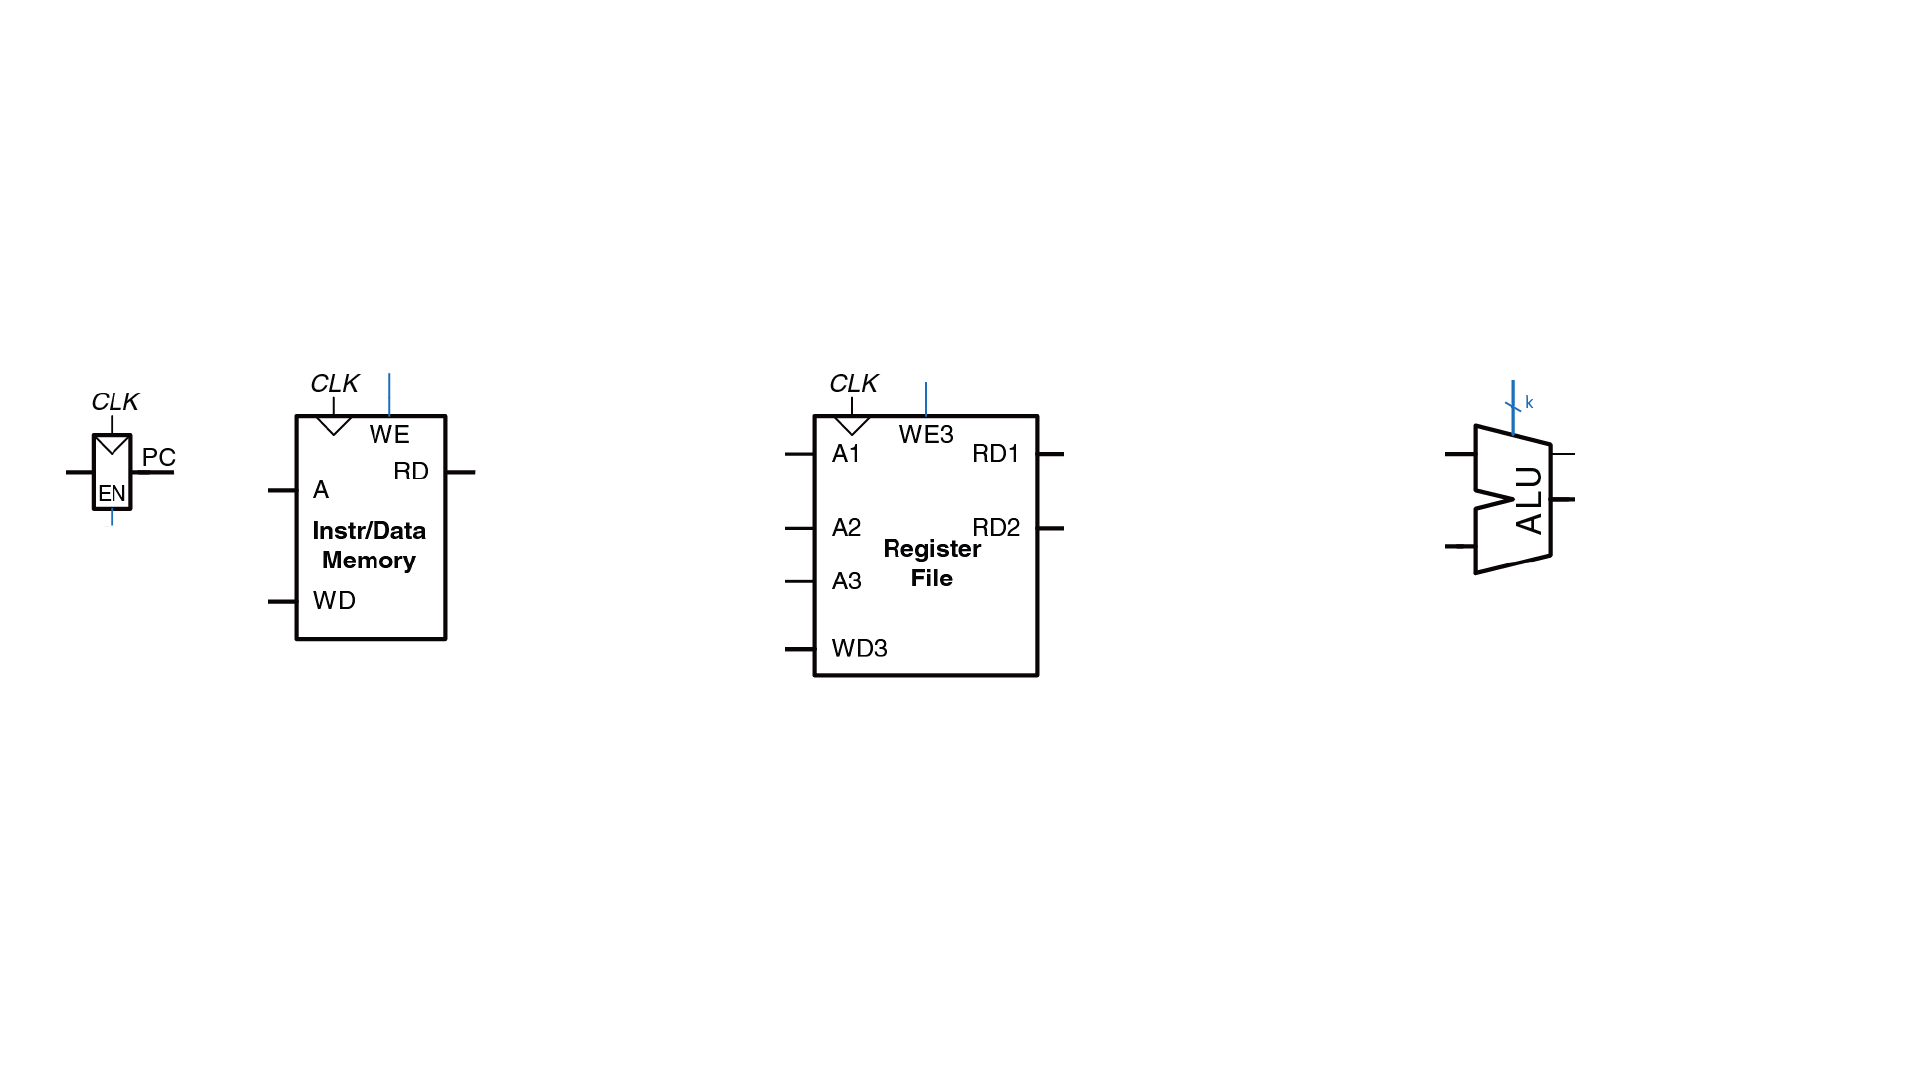 CLK
PC
EN
CLK
WE
RD
A
Instr/Data
Memory
WD
CLK
WE3
A1
RD1
A2
RD2
Register
File
A3
WD3
k
ALU